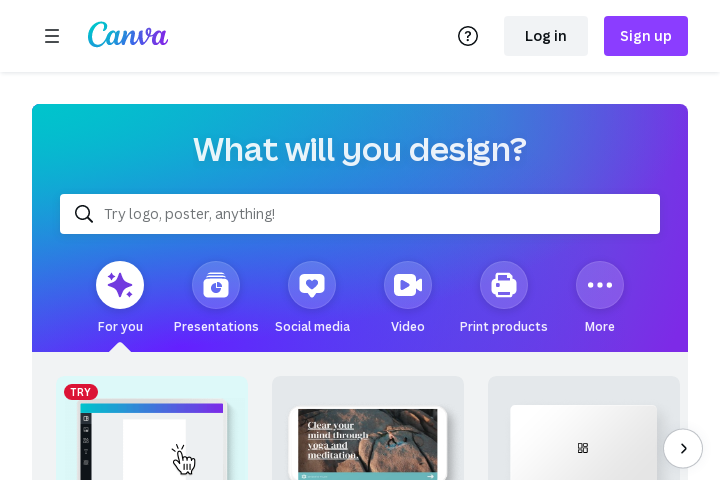 Canva
Log in
Sign up
What will you design?
Try logo, poster, anything!
For you
Presentations
Social media
Video
Print products
More
TRY
Clear your
mind through
yoga and
meditation.